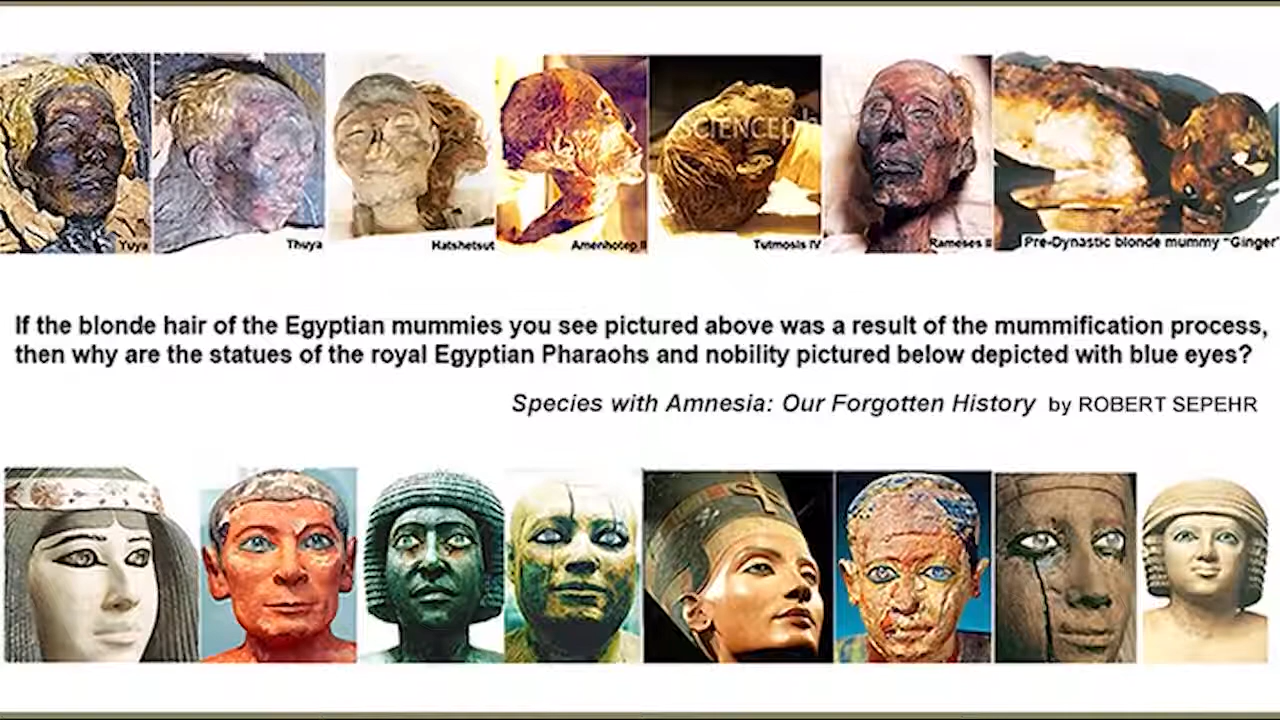 SCIENCEph
Yuya
Thuya
Hatshetsut
Amenhotep II
Tutmosis IV
Rameses II
Pre-Dynastic blonde mummy "Ginger"
If the blonde hair of the Egyptian mummies you see pictured above was a result of the mummification process,
then why are the statues of the royal Egyptian Pharaohs and nobility pictured below depicted with blue eyes?
Species with Amnesia: Our Forgotten History by ROBERT SEPEHR